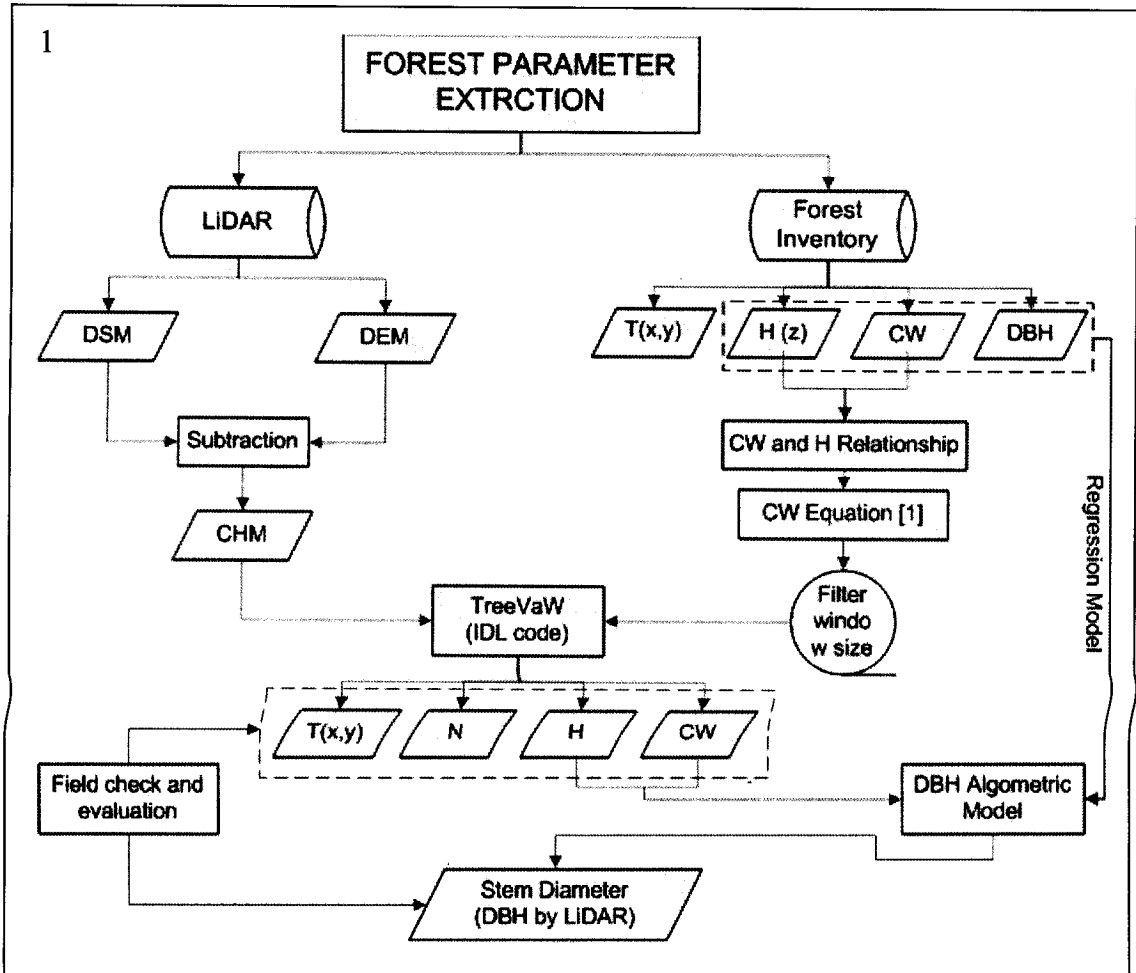 1
FOREST PARAMETER
EXTRCTION
LiDAR
Forest
Inventory
DSM
DEM
T(x,y)
H (z)
CW
DBH
Subtraction
CW and H Relationship
CHM
CW Equation [1]
Regression Model
TreeVaW
(IDL code)
Filter
windo
w size
T(x,y)
N
H
CW
Field check and
evaluation
DBH Algometric
Model
Stem Diameter
(DBH by LiDAR)